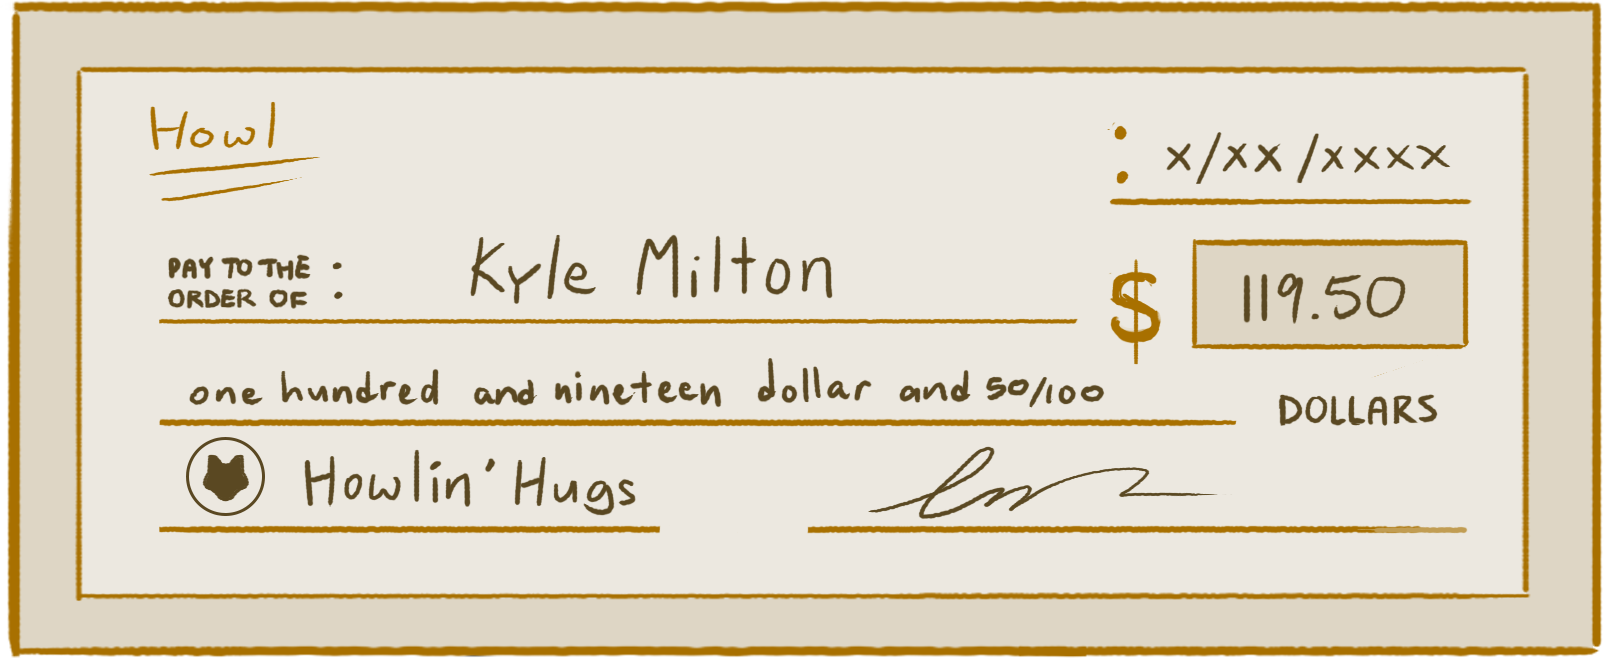 Howl
: x/xx/xxxx
PAY TO THE
ORDER OF : Kyle Milton
$ 119.50
one hundred and nineteen dollar and 50/100 DOLLARS
Howlin' Hugs